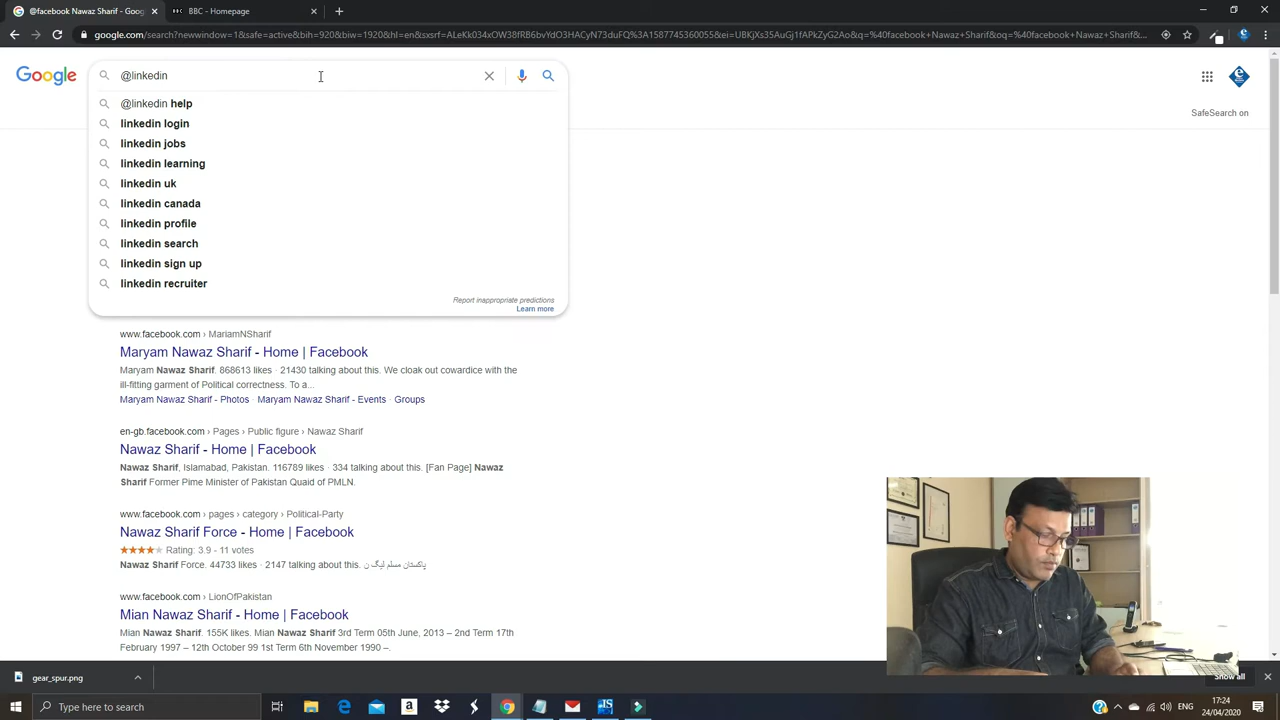 @facebook Nawaz Sharif - Goog
BBC
BBC - Homepage
google.com/search?newwindow=1&safe=active&bih=920&biw=1920&hl=en&sxsrf=ALeKk034xOW38fRB6bvYdO3HACyN73duFQ%3A1587745360055&ei=UBKjXs35AuGj1fAPkZyG2Ao&q=%40facebook+Nawaz+Sharif+&oq=%40facebook+Nawaz+Sharif+&...
Google
@linkedin
@linkedin help
linkedin login
linkedin jobs
linkedin learning
linkedin uk
linkedin canada
linkedin profile
linkedin search
linkedin sign up
linkedin recruiter
Report inappropriate predictions
Learn more
SafeSearch on
www.facebook.com › MariamNSharif
Maryam Nawaz Sharif - Home | Facebook
Maryam Nawaz Sharif. 868613 likes · 21430 talking about this. We cloak out cowardice with the
ill-fitting garment of Political correctness. To a...
Maryam Nawaz Sharif - Photos · Maryam Nawaz Sharif - Events · Groups
en-gb.facebook.com › Pages › Public figure › Nawaz Sharif
Nawaz Sharif - Home | Facebook
Nawaz Sharif, Islamabad, Pakistan. 116789 likes · 334 talking about this. [Fan Page] Nawaz
Sharif Former Pime Minister of Pakistan Quaid of PMLN.
www.facebook.com › pages › category › Political-Party
Nawaz Sharif Force - Home | Facebook
Rating: 3.9 - 11 votes
Nawaz Sharif Force. 44733 likes · 2147 talking about this. پاکستان مسلم لیگ ن
www.facebook.com › LionOfPakistan
Mian Nawaz Sharif - Home | Facebook
Mian Nawaz Sharif. 155K likes. Mian Nawaz Sharif 3rd Term 05th June, 2013 – 2nd Term 17th
February 1997 – 12th October 99 1st Term 6th November 1990 –.
gear_spur.png
Show all
Type here to search
ENG
17:24
24/04/2020